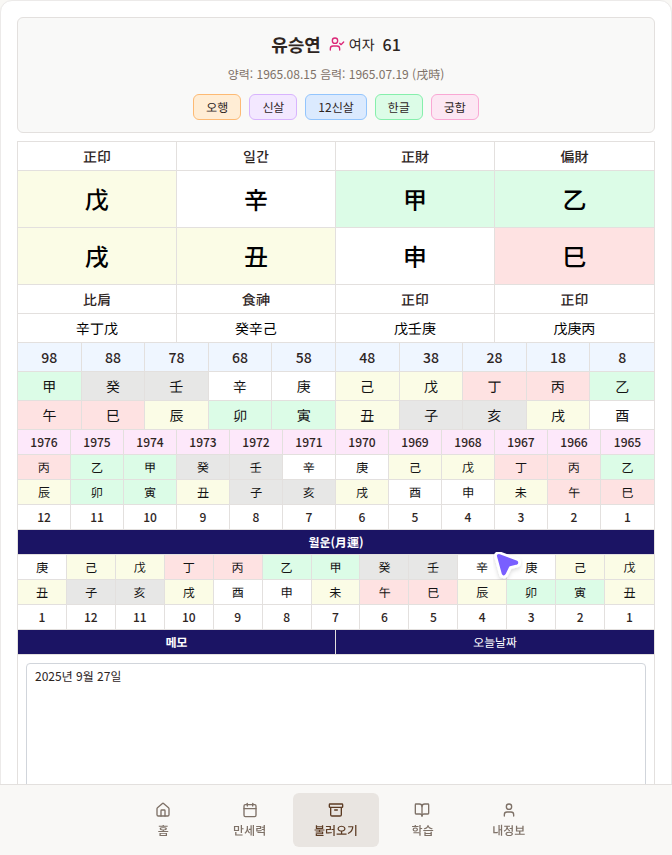 유승연 여자 61
양력: 1965.08.15 음력: 1965.07.19 (戌時)
오행 신살 12신살 한글 궁합
正印 일간 正財 偏財
戊 辛 甲 乙
戌 丑 申 巳
比肩 食神 正印 正印
辛丁戊 癸辛己 戊壬庚 戊庚丙
98 88 78 68 58 48 38 28 18 8
甲 癸 壬 辛 庚 己 戊 丁 丙 乙
午 巳 辰 卯 寅 丑 子 亥 戌 酉
1976 1975 1974 1973 1972 1971 1970 1969 1968 1967 1966 1965
丙 乙 甲 癸 壬 辛 庚 己 戊 丁 丙 乙
辰 卯 寅 丑 子 亥 戌 酉 申 未 午 巳
12 11 10 9 8 7 6 5 4 3 2 1
월운(月運)
庚 己 戊 丁 丙 乙 甲 癸 壬 辛 庚 己 戊
丑 子 亥 戌 酉 申 未 午 巳 辰 卯 寅 丑
1 12 11 10 9 8 7 6 5 4 3 2 1
메모 오늘날짜
2025년 9월 27일
홈 만세력 불러오기 학습 내정보